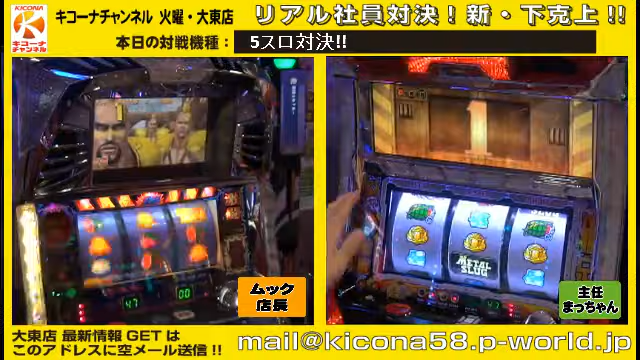 KICONA
キコーナ
チャンネル
キコーナチャンネル 火曜・大東店
リアル社員対決！新・下克上!!
本日の対戦機種：
5スロ対決!!
1
METAL
SLUG
47
00
47
ムック
店長
主任
まっちゃん
大東店 最新情報 GET は
このアドレスに空メール送信!!
mail@kicona58.p-world.jp